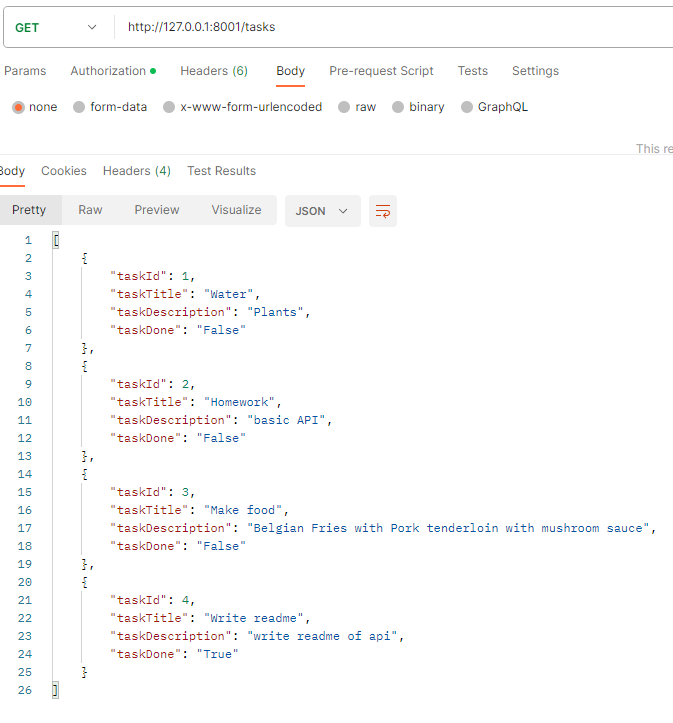 GET http://127.0.0.1:8001/tasks
Params Authorization Headers (6) Body Pre-request Script Tests Settings
none form-data x-www-form-urlencoded raw binary GraphQL
This re
Body Cookies Headers (4) Test Results
Pretty Raw Preview Visualize JSON
1 [
2 {
3 "taskId": 1,
4 "taskTitle": "Water",
5 "taskDescription": "Plants",
6 "taskDone": "False"
7 },
8 {
9 "taskId": 2,
10 "taskTitle": "Homework",
11 "taskDescription": "basic API",
12 "taskDone": "False"
13 },
14 {
15 "taskId": 3,
16 "taskTitle": "Make food",
17 "taskDescription": "Belgian Fries with Pork tenderloin with mushroom sauce",
18 "taskDone": "False"
19 },
20 {
21 "taskId": 4,
22 "taskTitle": "Write readme",
23 "taskDescription": "write readme of api",
24 "taskDone": "True"
25 }
26 ]